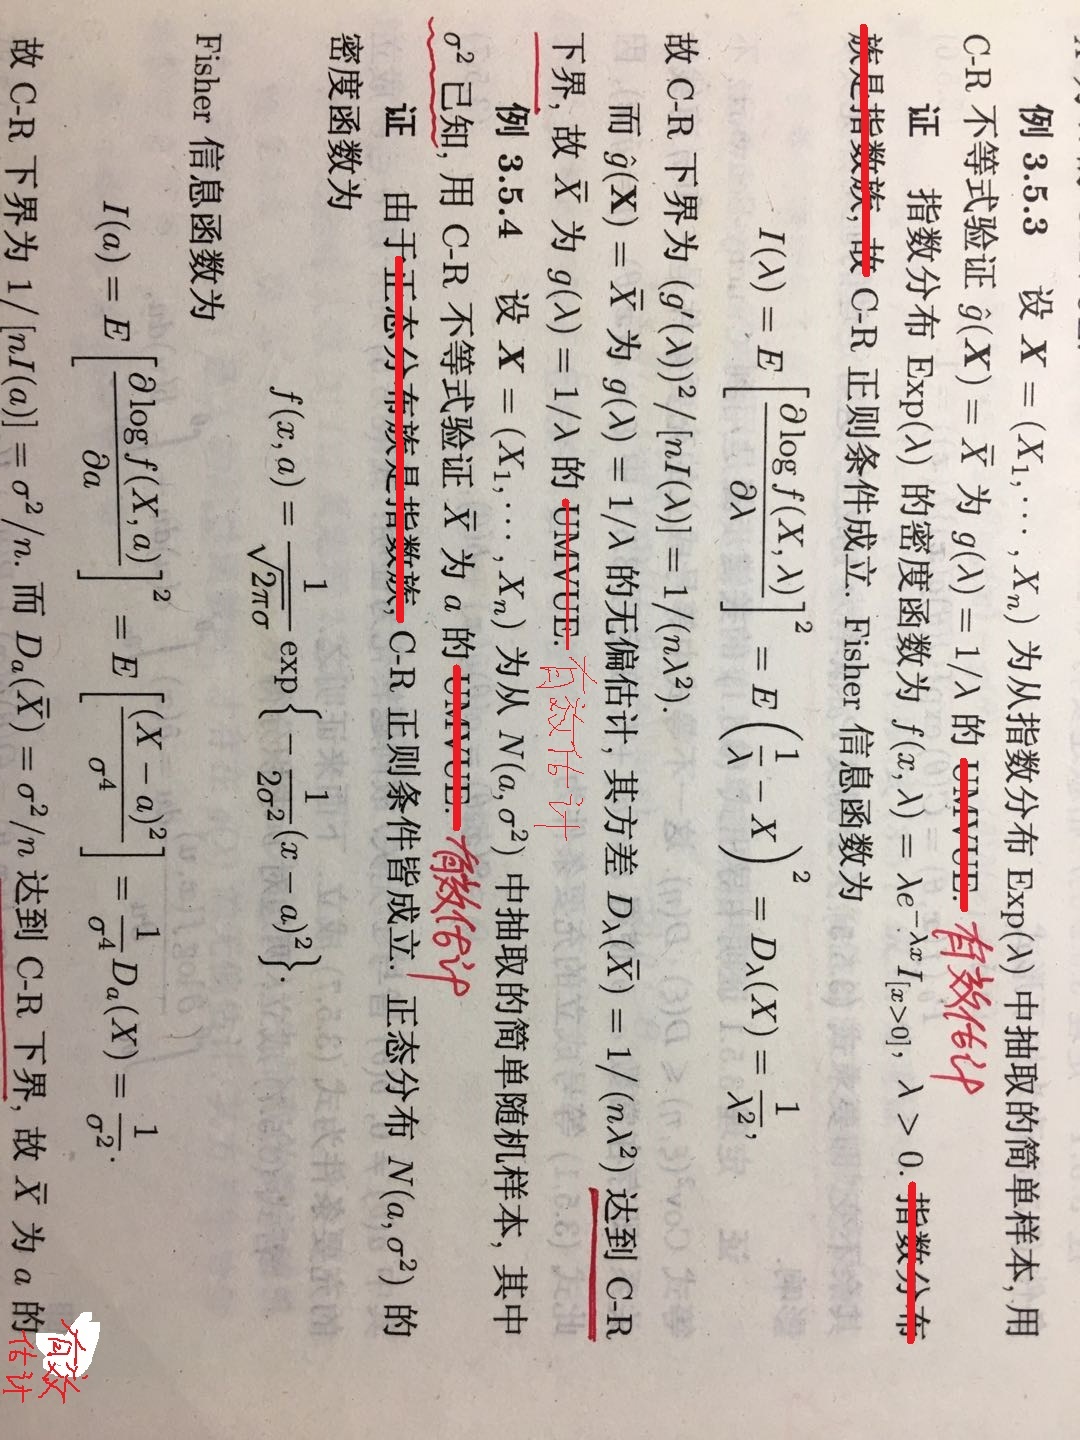 例 3.5.3 设 X = (X₁, ⋯ , Xₙ) 为从指数分布 Exp(λ) 中抽取的简单样本, 用
C-R 不等式验证 ĝ(X) = X̄ 为 g(λ) = 1/λ 的 UMVUE. 有效估计
证 指数分布 Exp(λ) 的密度函数为 f(x, λ) = λe^{−λx}I_{[x>0]}, λ > 0. 指数分布
族是指数族, 故 C-R 正则条件成立. Fisher 信息函数为
I(λ) = E[∂log f(X, λ)/∂λ]² = E(1/λ − X)² = D_λ(X) = 1/λ²,
故 C-R 下界为 (g′(λ))²/[nI(λ)] = 1/(nλ²).
而 ĝ(X) = X̄ 为 g(λ) = 1/λ 的无偏估计, 其方差 D_λ(X̄) = 1/(nλ²) 达到 C-R
下界, 故 X̄ 为 g(λ) = 1/λ 的 UMVUE. 有效估计
例 3.5.4 设 X = (X₁, ⋯ , Xₙ) 为从 N(a, σ²) 中抽取的简单随机样本, 其中
σ² 已知, 用 C-R 不等式验证 X̄ 为 a 的 UMVUE. 有效估计
证 由于正态分布族是指数族, C-R 正则条件皆成立. 正态分布 N(a, σ²) 的
密度函数为
f(x, a) = 1/(√2πσ) exp{−1/(2σ²)(x − a)²}.
Fisher 信息函数为
I(a) = E[∂log f(X, a)/∂a]² = E[(X − a)²/σ⁴] = 1/σ⁴ D_a(X) = 1/σ².
故 C-R 下界为 1/[nI(a)] = σ²/n. 而 D_a(X̄) = σ²/n 达到 C-R 下界, 故 X̄ 为 a 的
有效
估计